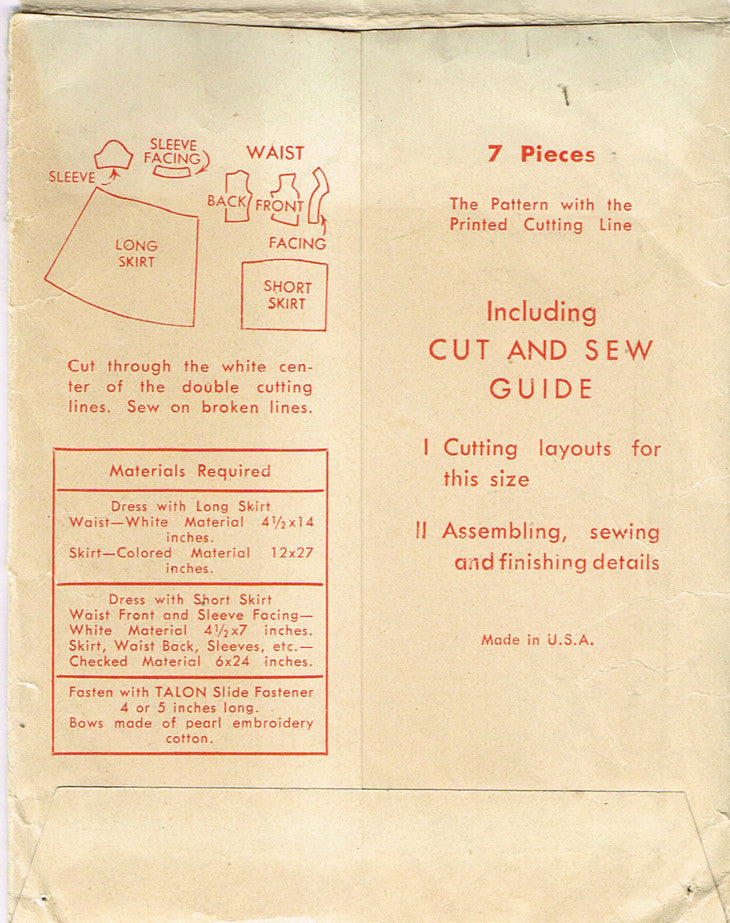 SLEEVE
SLEEVE
FACING
WAIST
BACK
FRONT
FACING
LONG
SKIRT
SHORT
SKIRT
Cut through the white cen-
ter of the double cutting
lines. Sew on broken lines.
Materials Required
Dress with Long Skirt
Waist—White Material 4½x14
inches.
Skirt—Colored Material 12x27
inches.
Dress with Short Skirt
Waist Front and Sleeve Facing—
White Material 4½x7 inches.
Skirt, Waist Back, Sleeves, etc.—
Checked Material 6x24 inches.
Fasten with TALON Slide Fastener
4 or 5 inches long.
Bows made of pearl embroidery
cotton.
7 Pieces
The Pattern with the
Printed Cutting Line
Including
CUT AND SEW
GUIDE
I Cutting layouts for
this size
II Assembling, sewing
and finishing details
Made in U.S.A.